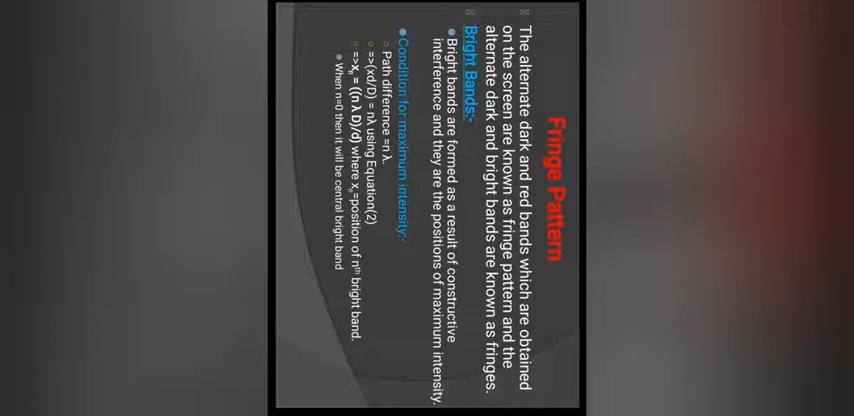 Fringe Pattern
The alternate dark and red bands which are obtained
on the screen are known as fringe pattern and the
alternate dark and bright bands are known as fringes.
Bright Bands:-
Bright bands are formed as a result of constructive
interference and they are the positions of maximum intensity.
Condition for maximum intensity:-
Path difference =n λ.
=>(xd/D) = nλ using Equation(2)
=>xₙ = ((n λ D)/d) where xₙ=position of nᵗʰ bright band.
When n=0 then it will be central bright band